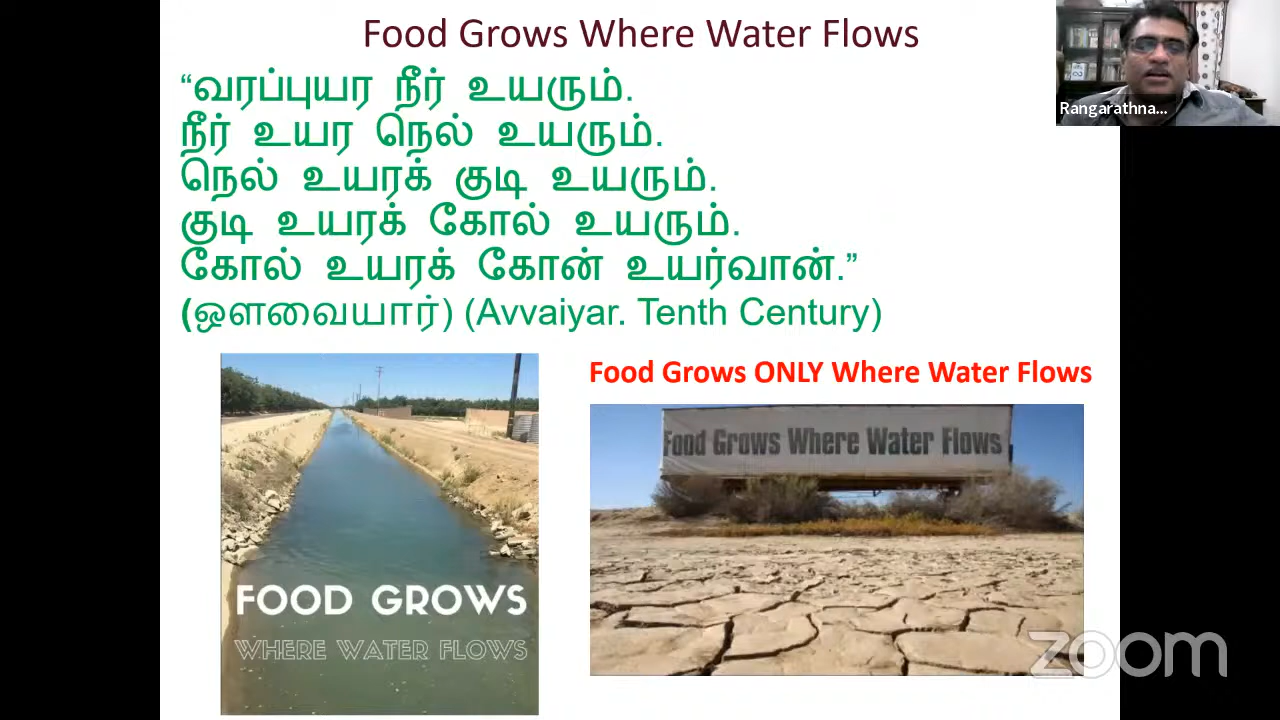 Food Grows Where Water Flows
“வரப்புயர நீர் உயரும்.
நீர் உயர நெல் உயரும்.
நெல் உயரக் குடி உயரும்.
குடி உயரக் கோல் உயரும்.
கோல் உயரக் கோன் உயர்வான்.”
(ஔவையார்) (Avvaiyar. Tenth Century)
Food Grows ONLY Where Water Flows
Food Grows Where Water Flows
FOOD GROWS
WHERE WATER FLOWS
Rangarathna...
zoom